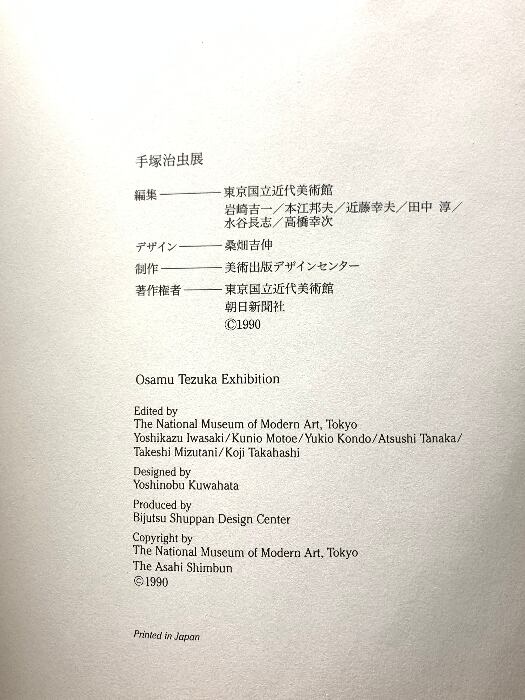 手塚治虫展
編集————東京国立近代美術館
岩崎吉一／本江邦夫／近藤幸夫／田中 淳／
水谷長志／高橋幸次
デザイン———桑畑吉伸
制作————美術出版デザインセンター
著作権者———東京国立近代美術館
朝日新聞社
©1990
Osamu Tezuka Exhibition
Edited by
The National Museum of Modern Art, Tokyo
Yoshikazu Iwasaki/Kunio Motoe/Yukio Kondo/Atsushi Tanaka/
Takeshi Mizutani/Koji Takahashi
Designed by
Yoshinobu Kuwahata
Produced by
Bijutsu Shuppan Design Center
Copyright by
The National Museum of Modern Art, Tokyo
The Asahi Shimbun
©1990
Printed in Japan